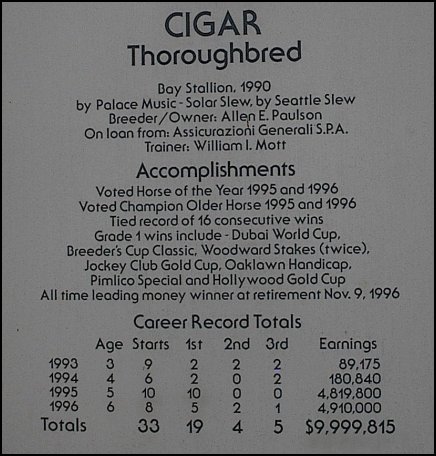 CIGAR
Thoroughbred
Bay Stallion, 1990
by Palace Music - Solar Slew, by Seattle Slew
Breeder/Owner: Allen E. Paulson
On loan from: Assicurazioni Generali S.P.A.
Trainer: William I. Mott
Accomplishments
Voted Horse of the Year 1995 and 1996
Voted Champion Older Horse 1995 and 1996
Tied record of 16 consecutive wins
Grade 1 wins include - Dubai World Cup,
Breeder's Cup Classic, Woodward Stakes (twice),
Jockey Club Gold Cup, Oaklawn Handicap,
Pimlico Special and Hollywood Gold Cup
All time leading money winner at retirement Nov. 9, 1996
Career Record Totals
Age Starts 1st 2nd 3rd Earnings
1993 3 9 2 2 2 89,175
1994 4 6 2 0 2 180,840
1995 5 10 10 0 0 4,819,800
1996 6 8 5 2 1 4,910,000
Totals 33 19 4 5 $9,999,815